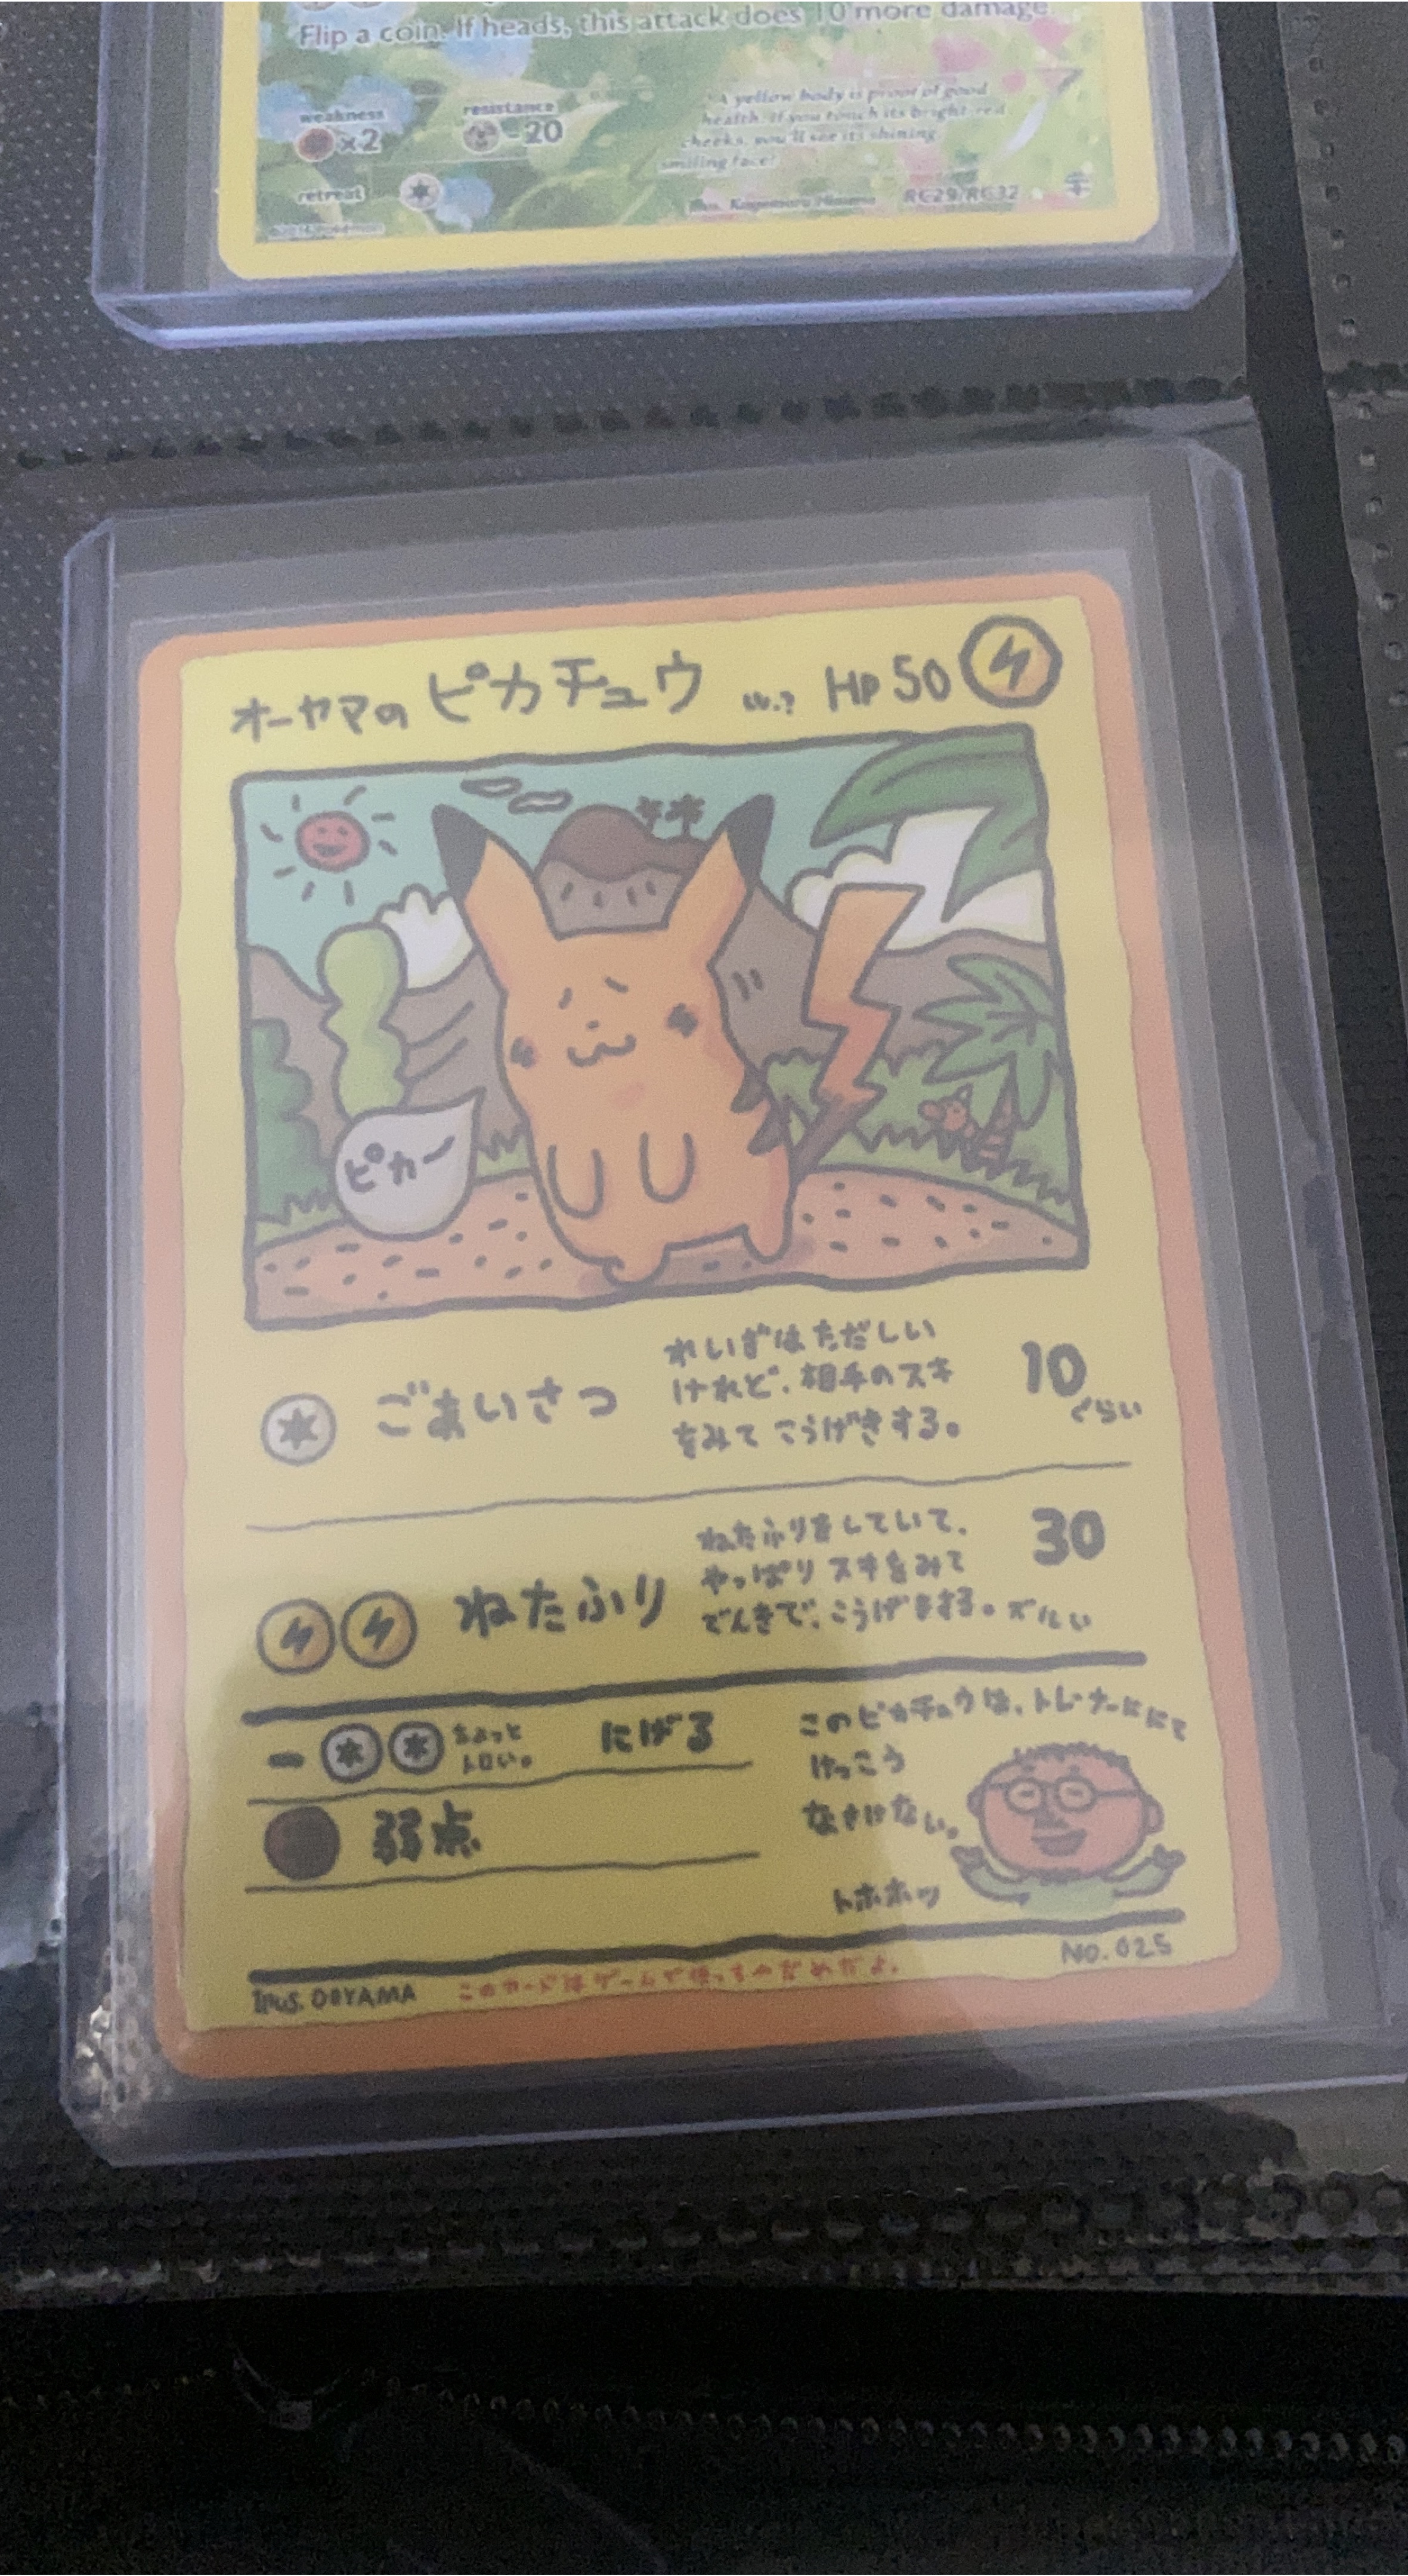 Flip a coin. If heads, this attack does 10 more damage.
weakness
×2
resistance
-20
A yellow body is proof of good
health. If you touch its bright red
cheeks, you'll see its shining
smiling face!
retreat
Illus. Kagemaru Himeno
RC29/RC32
オーヤマの ピカチュウ LV.? HP 50
ピカー
ごあいさつ
れいぎはただしい
けれど、相手のスキ
をみて こうげきする。
10
ぐらい
ねたふり
ねたふりをしていて、
やっぱり スキをみて
でんきで、こうげきする。ズルい
30
ー
ちょっと
トロい。
にげる
弱点
このピカチュウは、トレーナーににて
けっこう
なさけない。
トホホッ
NO. 025
Illus. OOYAMA
このカードはゲームで使っちゃだめだよ。